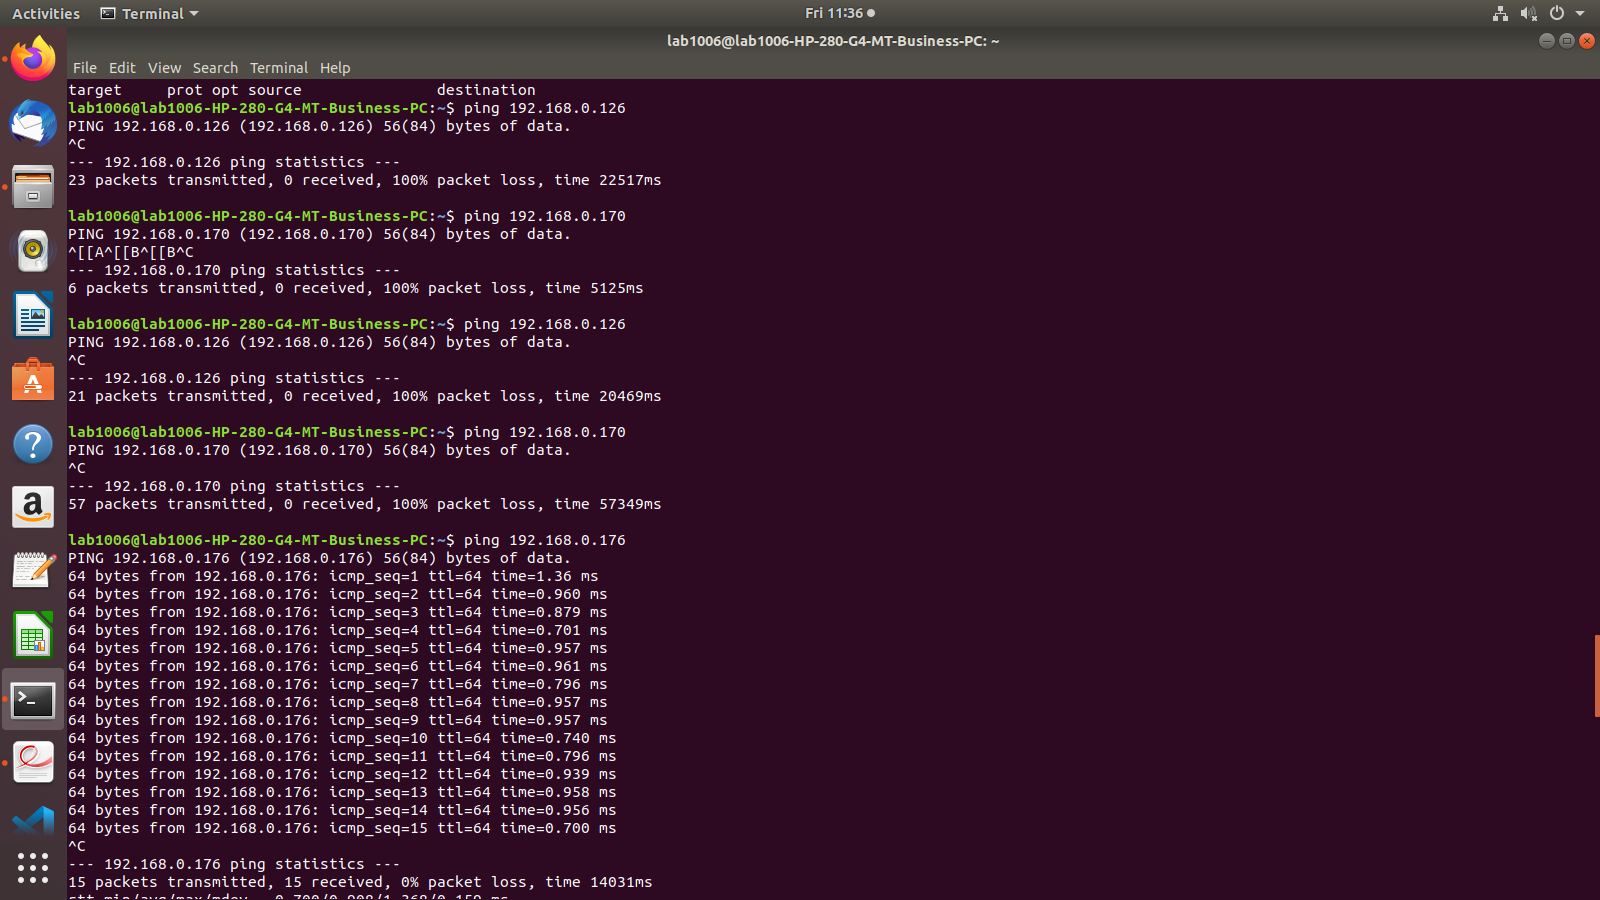 Activities Terminal Fri 11:36
lab1006@lab1006-HP-280-G4-MT-Business-PC: ~
File Edit View Search Terminal Help
target     prot opt source               destination
lab1006@lab1006-HP-280-G4-MT-Business-PC:~$ ping 192.168.0.126
PING 192.168.0.126 (192.168.0.126) 56(84) bytes of data.
^C
--- 192.168.0.126 ping statistics ---
23 packets transmitted, 0 received, 100% packet loss, time 22517ms
lab1006@lab1006-HP-280-G4-MT-Business-PC:~$ ping 192.168.0.170
PING 192.168.0.170 (192.168.0.170) 56(84) bytes of data.
^[[A^[[B^[[B^C
--- 192.168.0.170 ping statistics ---
6 packets transmitted, 0 received, 100% packet loss, time 5125ms
lab1006@lab1006-HP-280-G4-MT-Business-PC:~$ ping 192.168.0.126
PING 192.168.0.126 (192.168.0.126) 56(84) bytes of data.
^C
--- 192.168.0.126 ping statistics ---
21 packets transmitted, 0 received, 100% packet loss, time 20469ms
lab1006@lab1006-HP-280-G4-MT-Business-PC:~$ ping 192.168.0.170
PING 192.168.0.170 (192.168.0.170) 56(84) bytes of data.
^C
--- 192.168.0.170 ping statistics ---
57 packets transmitted, 0 received, 100% packet loss, time 57349ms
lab1006@lab1006-HP-280-G4-MT-Business-PC:~$ ping 192.168.0.176
PING 192.168.0.176 (192.168.0.176) 56(84) bytes of data.
64 bytes from 192.168.0.176: icmp_seq=1 ttl=64 time=1.36 ms
64 bytes from 192.168.0.176: icmp_seq=2 ttl=64 time=0.960 ms
64 bytes from 192.168.0.176: icmp_seq=3 ttl=64 time=0.879 ms
64 bytes from 192.168.0.176: icmp_seq=4 ttl=64 time=0.701 ms
64 bytes from 192.168.0.176: icmp_seq=5 ttl=64 time=0.957 ms
64 bytes from 192.168.0.176: icmp_seq=6 ttl=64 time=0.961 ms
64 bytes from 192.168.0.176: icmp_seq=7 ttl=64 time=0.796 ms
64 bytes from 192.168.0.176: icmp_seq=8 ttl=64 time=0.957 ms
64 bytes from 192.168.0.176: icmp_seq=9 ttl=64 time=0.957 ms
64 bytes from 192.168.0.176: icmp_seq=10 ttl=64 time=0.740 ms
64 bytes from 192.168.0.176: icmp_seq=11 ttl=64 time=0.796 ms
64 bytes from 192.168.0.176: icmp_seq=12 ttl=64 time=0.939 ms
64 bytes from 192.168.0.176: icmp_seq=13 ttl=64 time=0.958 ms
64 bytes from 192.168.0.176: icmp_seq=14 ttl=64 time=0.956 ms
64 bytes from 192.168.0.176: icmp_seq=15 ttl=64 time=0.700 ms
^C
--- 192.168.0.176 ping statistics ---
15 packets transmitted, 15 received, 0% packet loss, time 14031ms
rtt min/avg/max/mdev = 0.700/0.908/1.368/0.159 ms